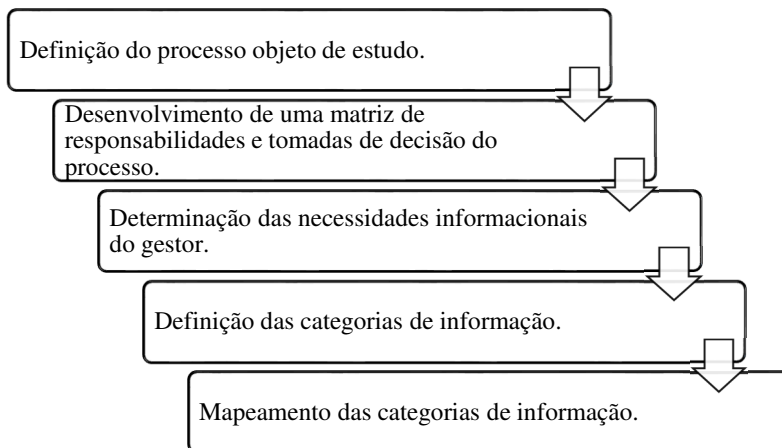 Definição do processo objeto de estudo.
Desenvolvimento de uma matriz de
responsabilidades e tomadas de decisão do
processo.
Determinação das necessidades informacionais
do gestor.
Definição das categorias de informação.
Mapeamento das categorias de informação.